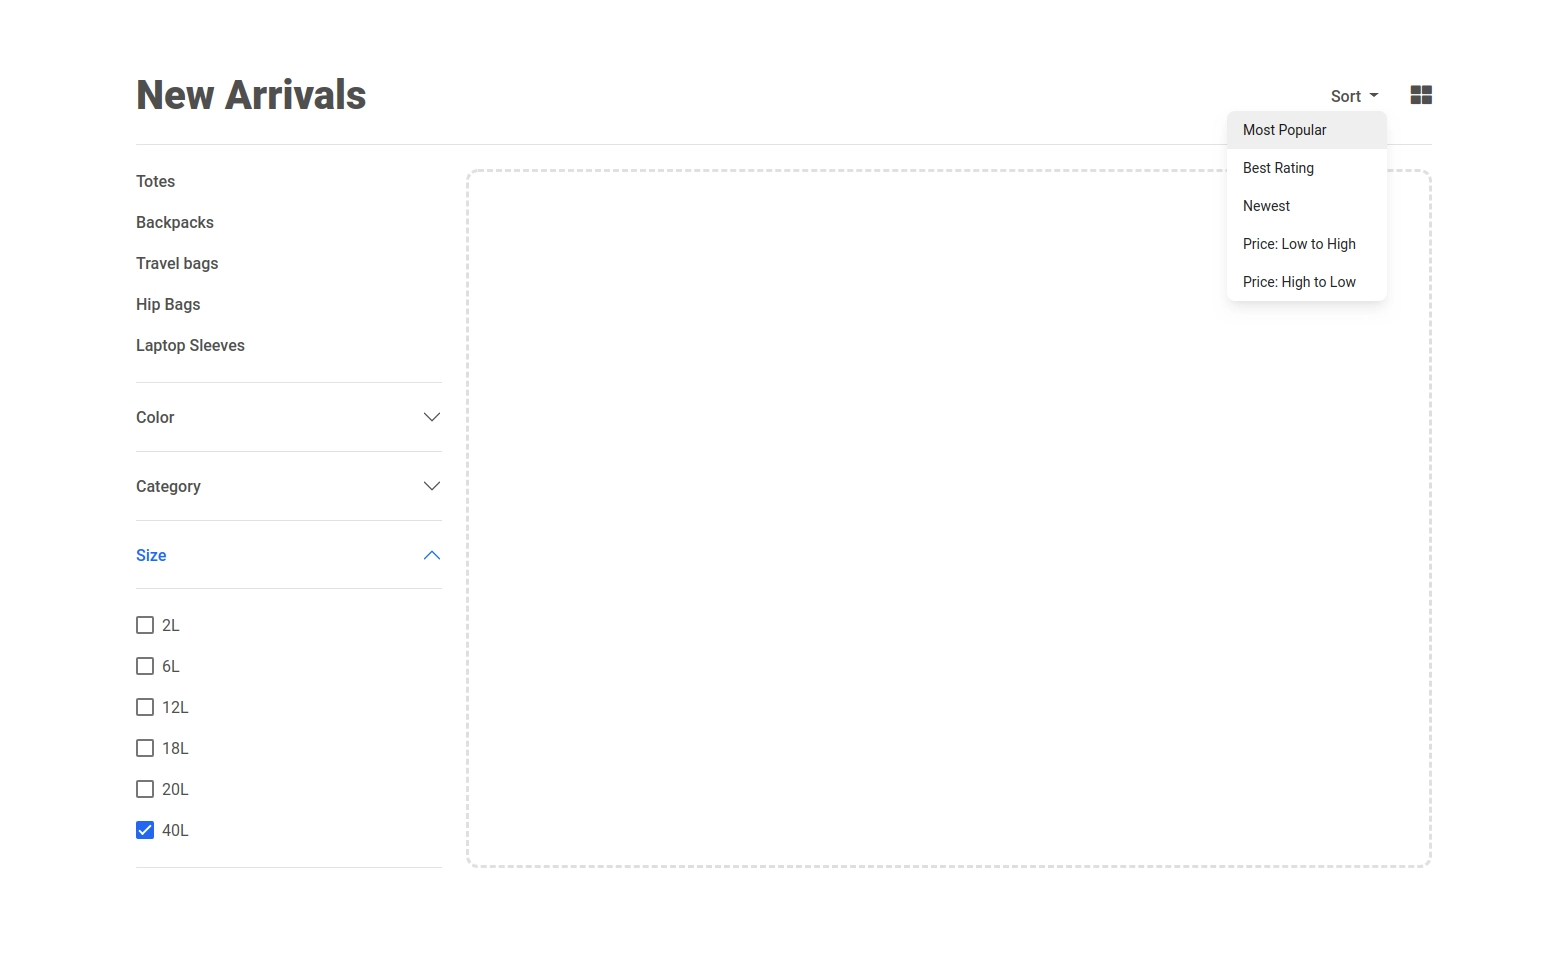 New Arrivals
Sort
Most Popular
Best Rating
Newest
Price: Low to High
Price: High to Low
Totes
Backpacks
Travel bags
Hip Bags
Laptop Sleeves
Color
Category
Size
2L
6L
12L
18L
20L
40L